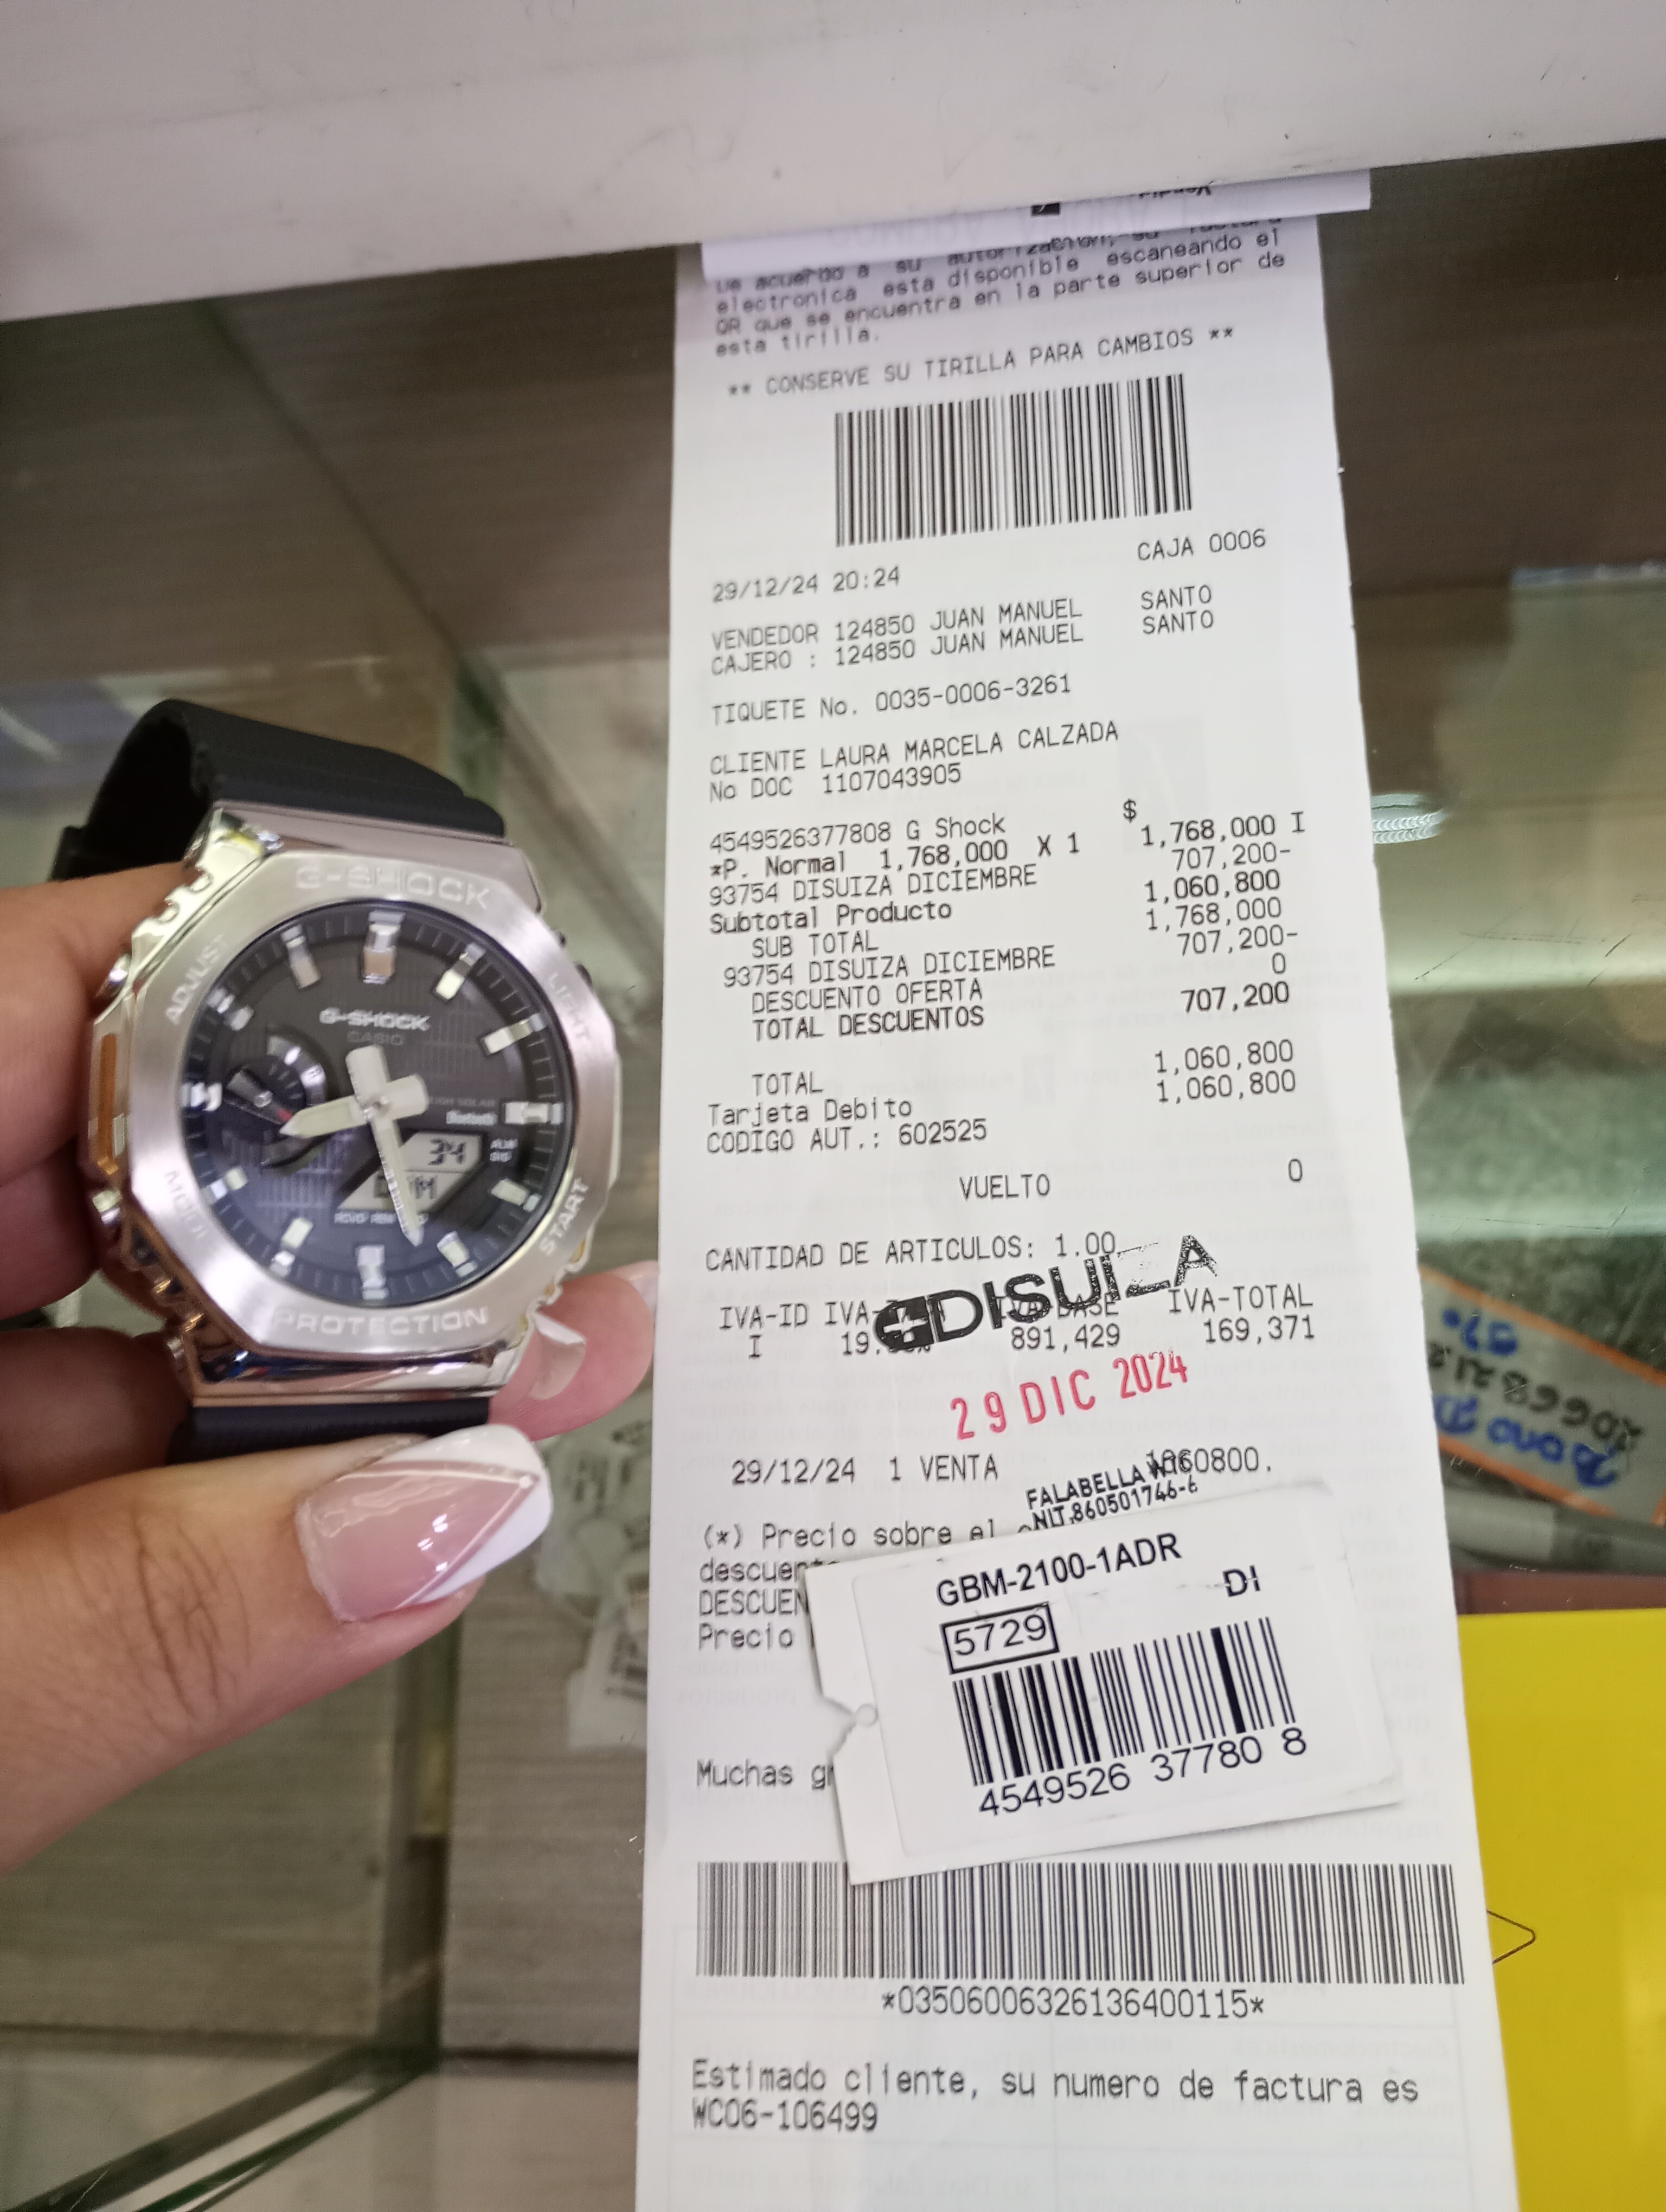 electronica esta disponible escaneando el
QR que se encuentra en la parte superior de
esta tirilla.
** CONSERVE SU TIRILLA PARA CAMBIOS **
CAJA 0006
29/12/24 20:24
VENDEDOR 124850 JUAN MANUEL SANTO
CAJERO : 124850 JUAN MANUEL SANTO
TIQUETE No. 0035-0006-3261
CLIENTE LAURA MARCELA CALZADA
No DOC 1107043905
$
4549526377808 G Shock 1,768,000 I
*P. Normal 1,768,000 X 1
93754 DISUIZA DICIEMBRE 707,200-
Subtotal Producto 1,060,800
SUB TOTAL 1,768,000
93754 DISUIZA DICIEMBRE 707,200-
DESCUENTO OFERTA 0
TOTAL DESCUENTOS 707,200
TOTAL 1,060,800
Tarjeta Debito 1,060,800
CODIGO AUT.: 602525
VUELTO 0
CANTIDAD DE ARTICULOS: 1.00
DISUIZA
IVA-ID IVA- BASE IVA-TOTAL
I 19. 891,429 169,371
29 DIC 2024
29/12/24 1 VENTA 1060800.
FALABELLA
NIT.860501746-6
(*) Precio sobre el
DESCUEN
Precio
GBM-2100-1ADR
DI
5729
4549526 37780 8
Muchas
*03506006326136400115*
Estimado cliente, su numero de factura es
WC06-106499
G-SHOCK
ADJUST
LIGHT
G-SHOCK
CASIO
Bluetooth
34
MODE
START
PROTECTION